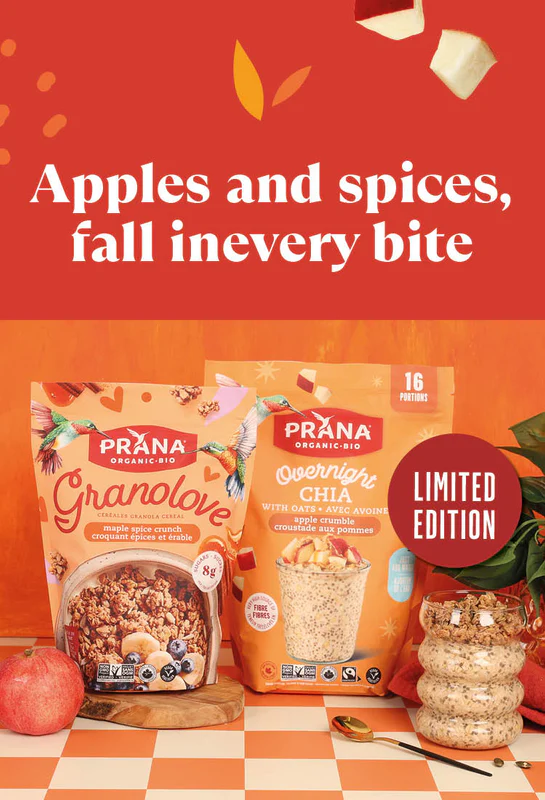 Apples and spices,
fall inevery bite
PRANA
ORGANIC·BIO
Granolove
CÉRÉALES GRANOLA CEREAL
maple spice crunch
croquant épices et érable
8g
16
PORTIONS
PRANA
ORGANIC·BIO
Overnight
CHIA
WITH OATS • AVEC AVOINE
apple crumble
croustade aux pommes
FIBRE
FIBRES
LIMITED
EDITION